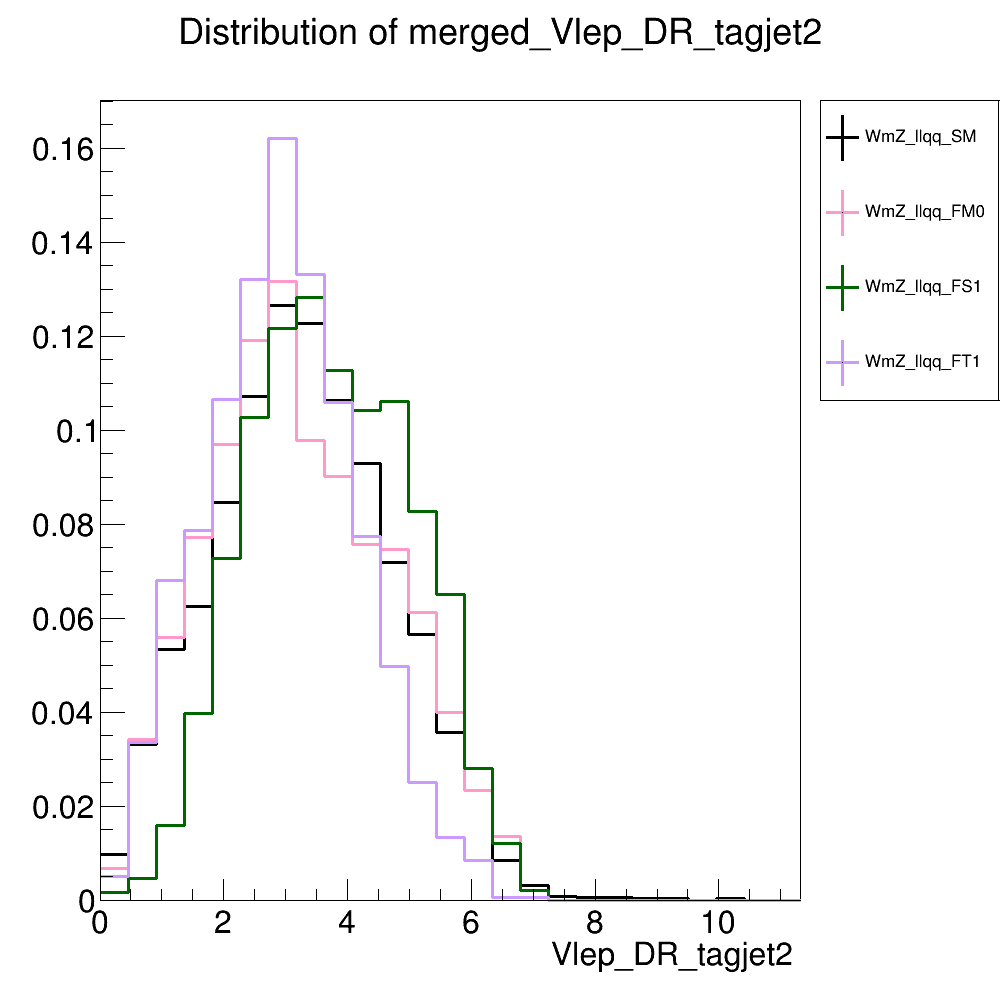 Distribution of merged_Vlep_DR_tagjet2
WmZ_llqq_SM
WmZ_llqq_FM0
WmZ_llqq_FS1
WmZ_llqq_FT1
0.16
0.14
0.12
0.1
0.08
0.06
0.04
0.02
0
0 2 4 6 8 10
Vlep_DR_tagjet2